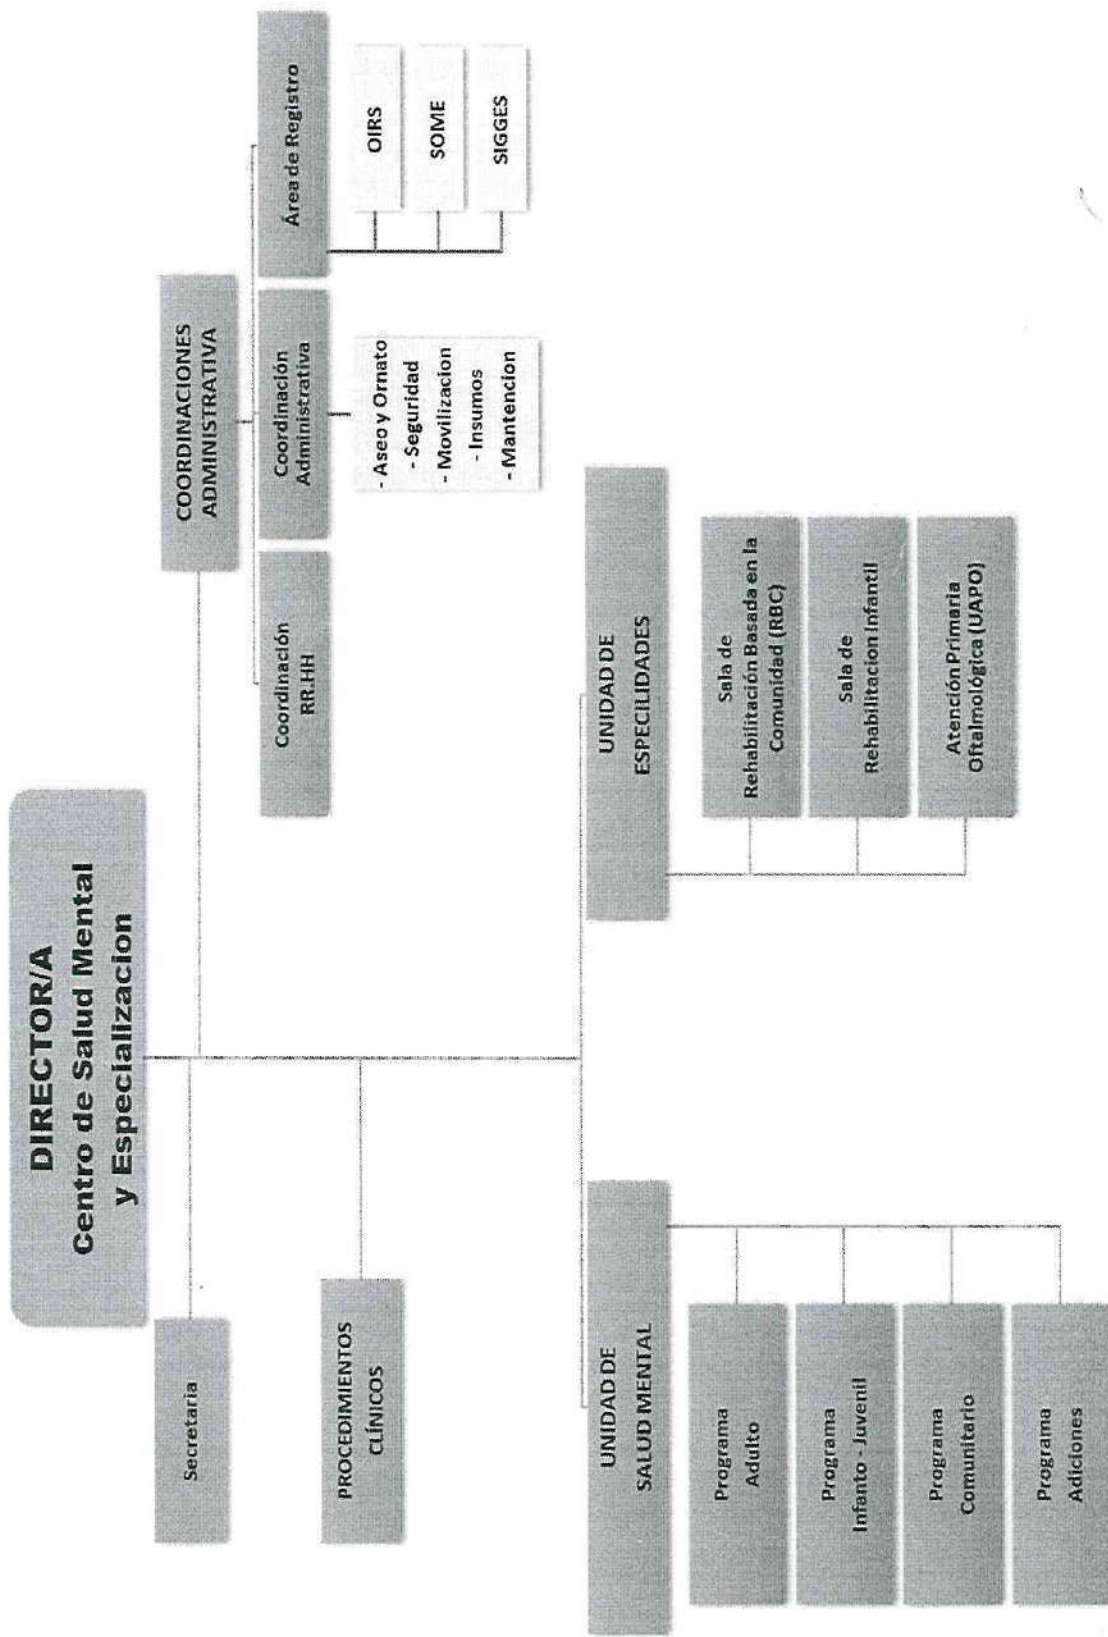 DIRECTOR/A
Centro de Salud Mental
y Especializacion
Secretaria
COORDINACIONES
ADMINISTRATIVA
Coordinación
RR.HH
Coordinación
Administrativa
- Aseo y Ornato
- Seguridad
- Movilizacion
- Insumos
- Mantencion
Área de Registro
OIRS
SOME
SIGGES
PROCEDIMIENTOS
CLÍNICOS
UNIDAD DE
SALUD MENTAL
Programa
Adulto
Programa
Infanto - Juvenil
Programa
Comunitario
Programa
Adiciones
UNIDAD DE
ESPECILIDADES
Sala de
Rehabilitación Basada en la
Comunidad (RBC)
Sala de
Rehabilitacion Infantil
Atención Primaria
Oftalmológica (UAPO)